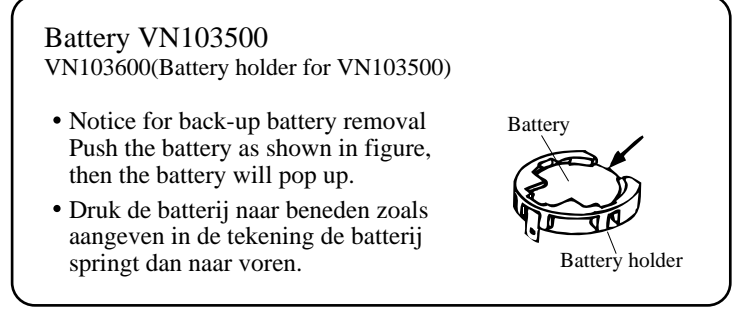 Battery VN103500
VN103600(Battery holder for VN103500)
• Notice for back-up battery removal
Push the battery as shown in figure,
then the battery will pop up.
• Druk de batterij naar beneden zoals
aangeven in de tekening de batterij
springt dan naar voren.
Battery
Battery holder